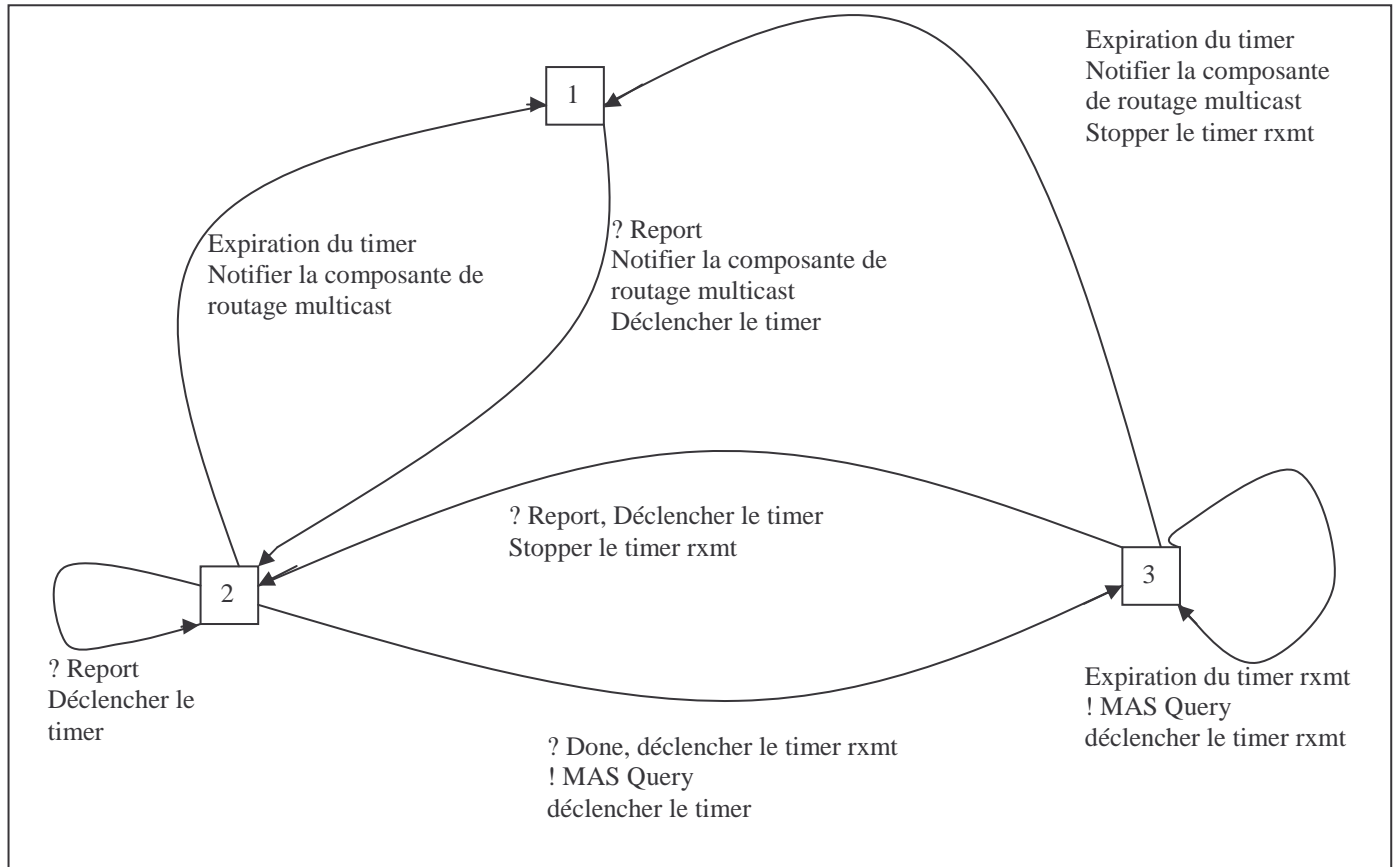 Expiration du timer
Notifier la composante
de routage multicast
Stopper le timer rxmt
1
Expiration du timer
Notifier la composante de
routage multicast
? Report
Notifier la composante de
routage multicast
Déclencher le timer
? Report, Déclencher le timer
Stopper le timer rxmt
2
3
? Report
Déclencher le
timer
? Done, déclencher le timer rxmt
! MAS Query
déclencher le timer
Expiration du timer rxmt
! MAS Query
déclencher le timer rxmt